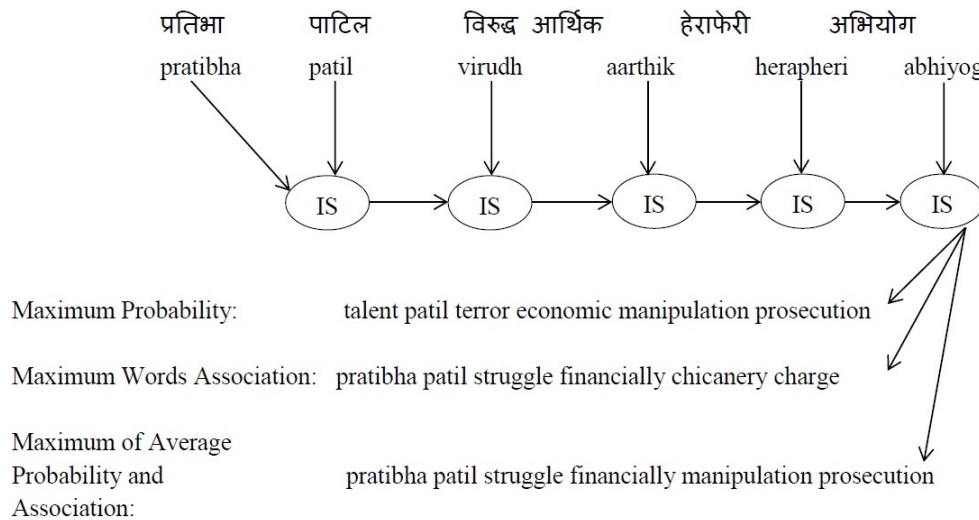 प्रतिभा पाटिल विरुद्ध आर्थिक हेराफेरी अभियोग
pratibha patil virudh aarthik herapheri abhiyog
IS IS IS IS IS
Maximum Probability: talent patil terror economic manipulation prosecution
Maximum Words Association: pratibha patil struggle financially chicanery charge
Maximum of Average
Probability and pratibha patil struggle financially manipulation prosecution
Association: